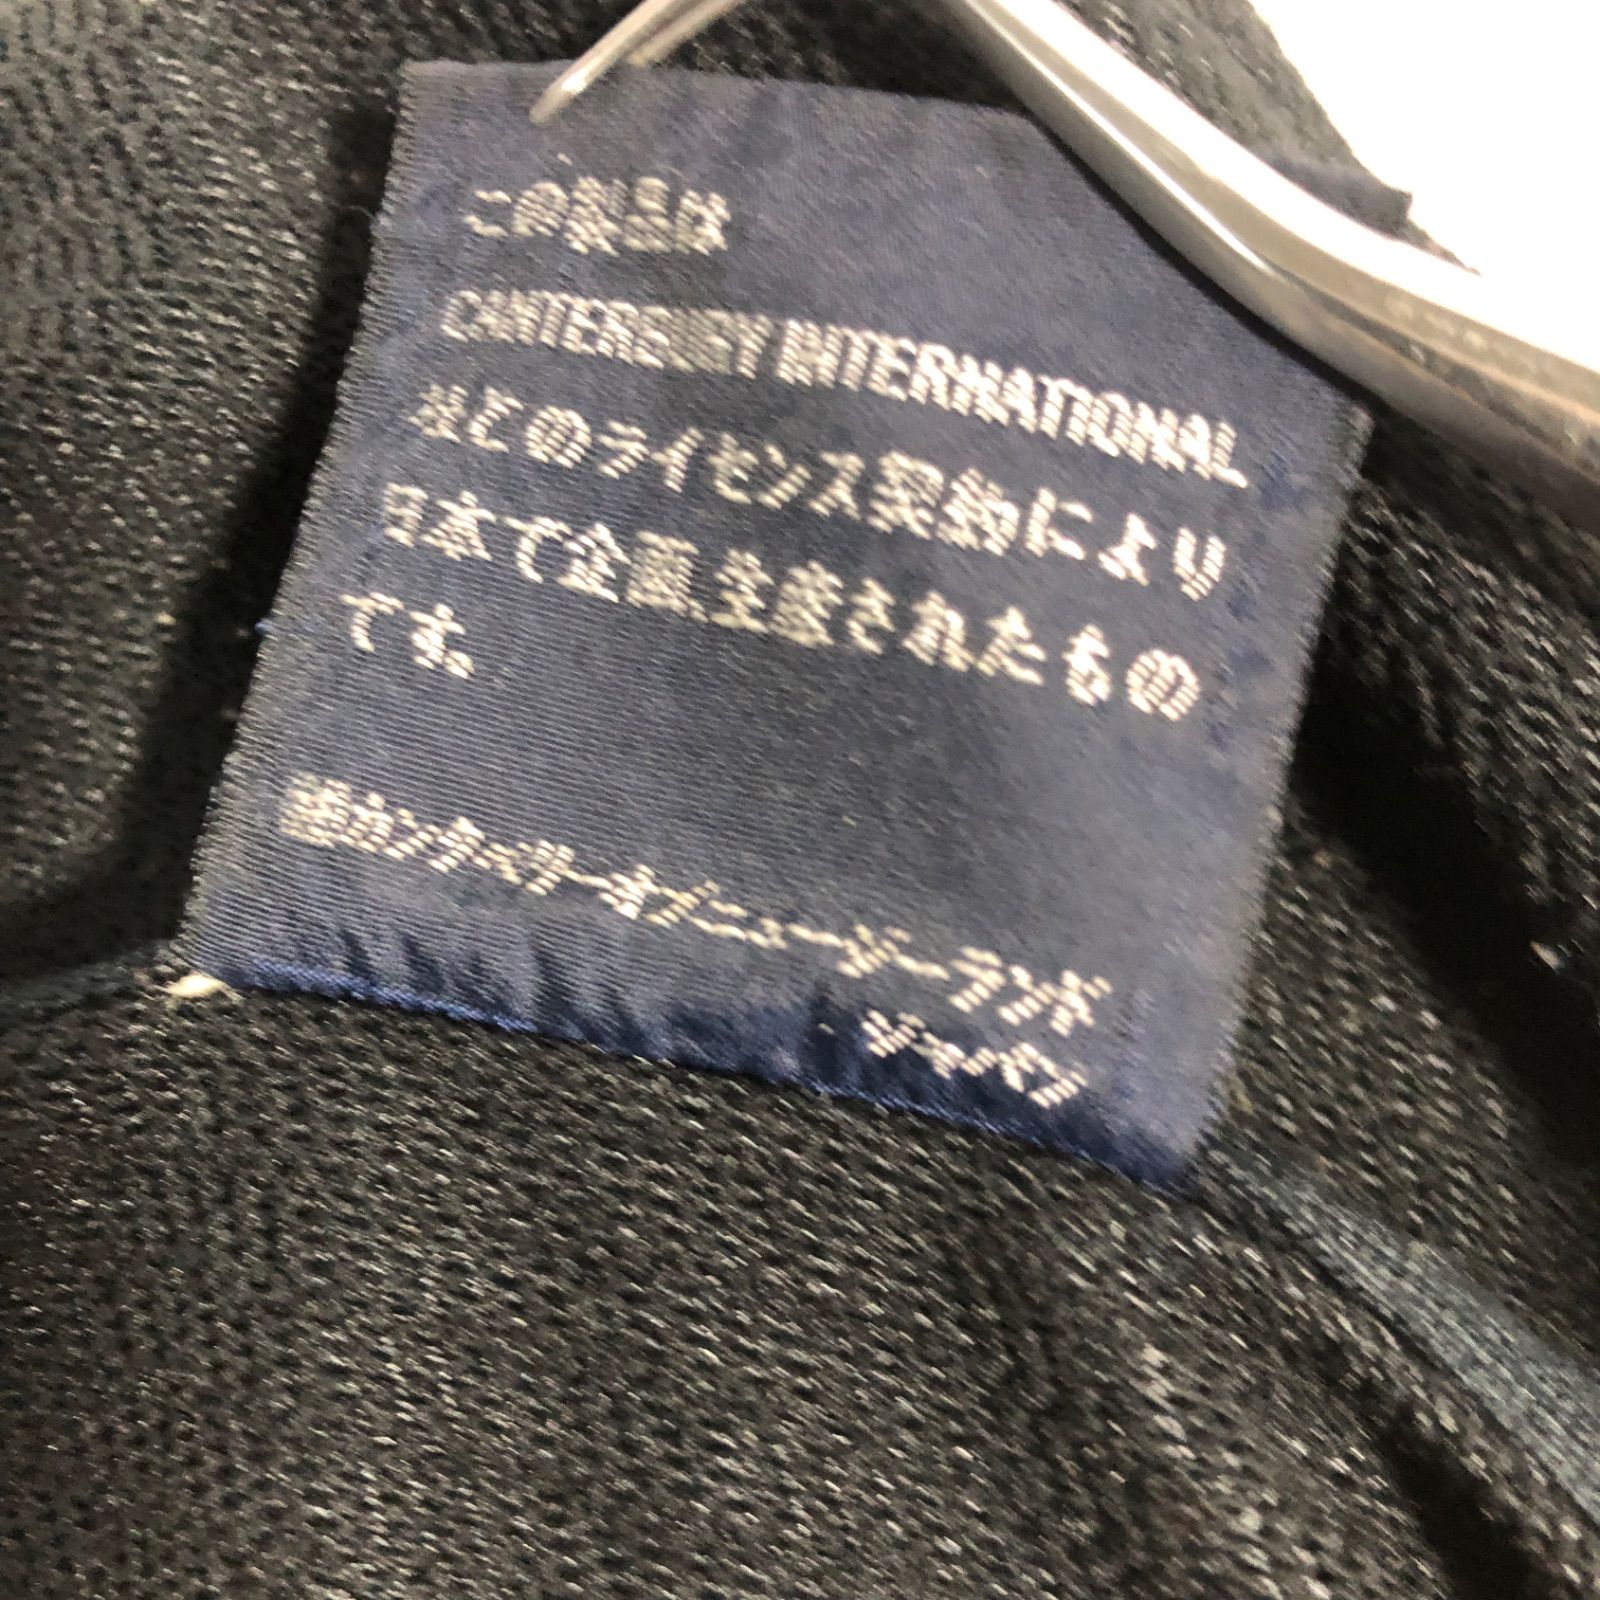 この製品は
CANTERBURY INTERNATIONAL
社とのライセンス契約により
日本で企画、生産されたもの
です。
㈱カンタベリーオブニュージーランド
ジャパン